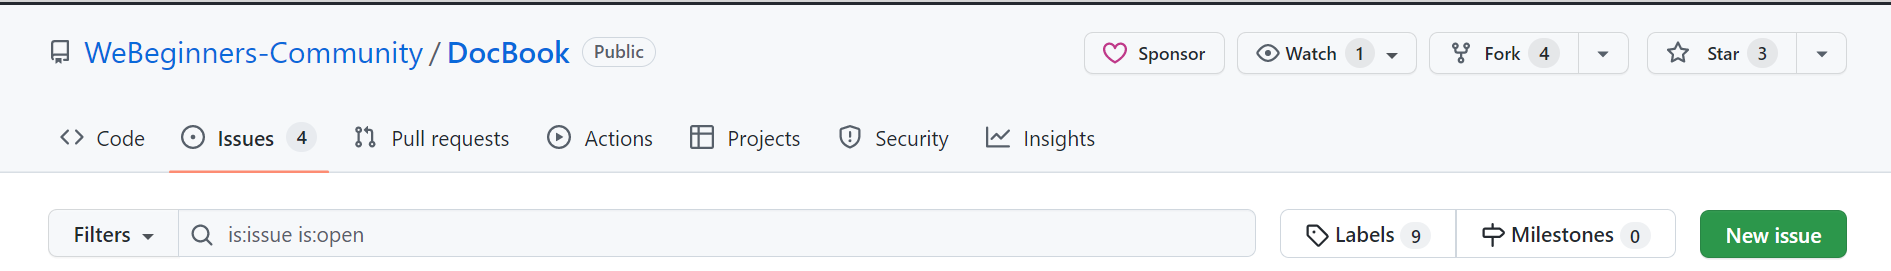 WeBeginners-Community / DocBook Public Sponsor Watch 1 Fork 4 Star 3
Code Issues 4 Pull requests Actions Projects Security Insights
Filters is:issue is:open Labels 9 Milestones 0 New issue